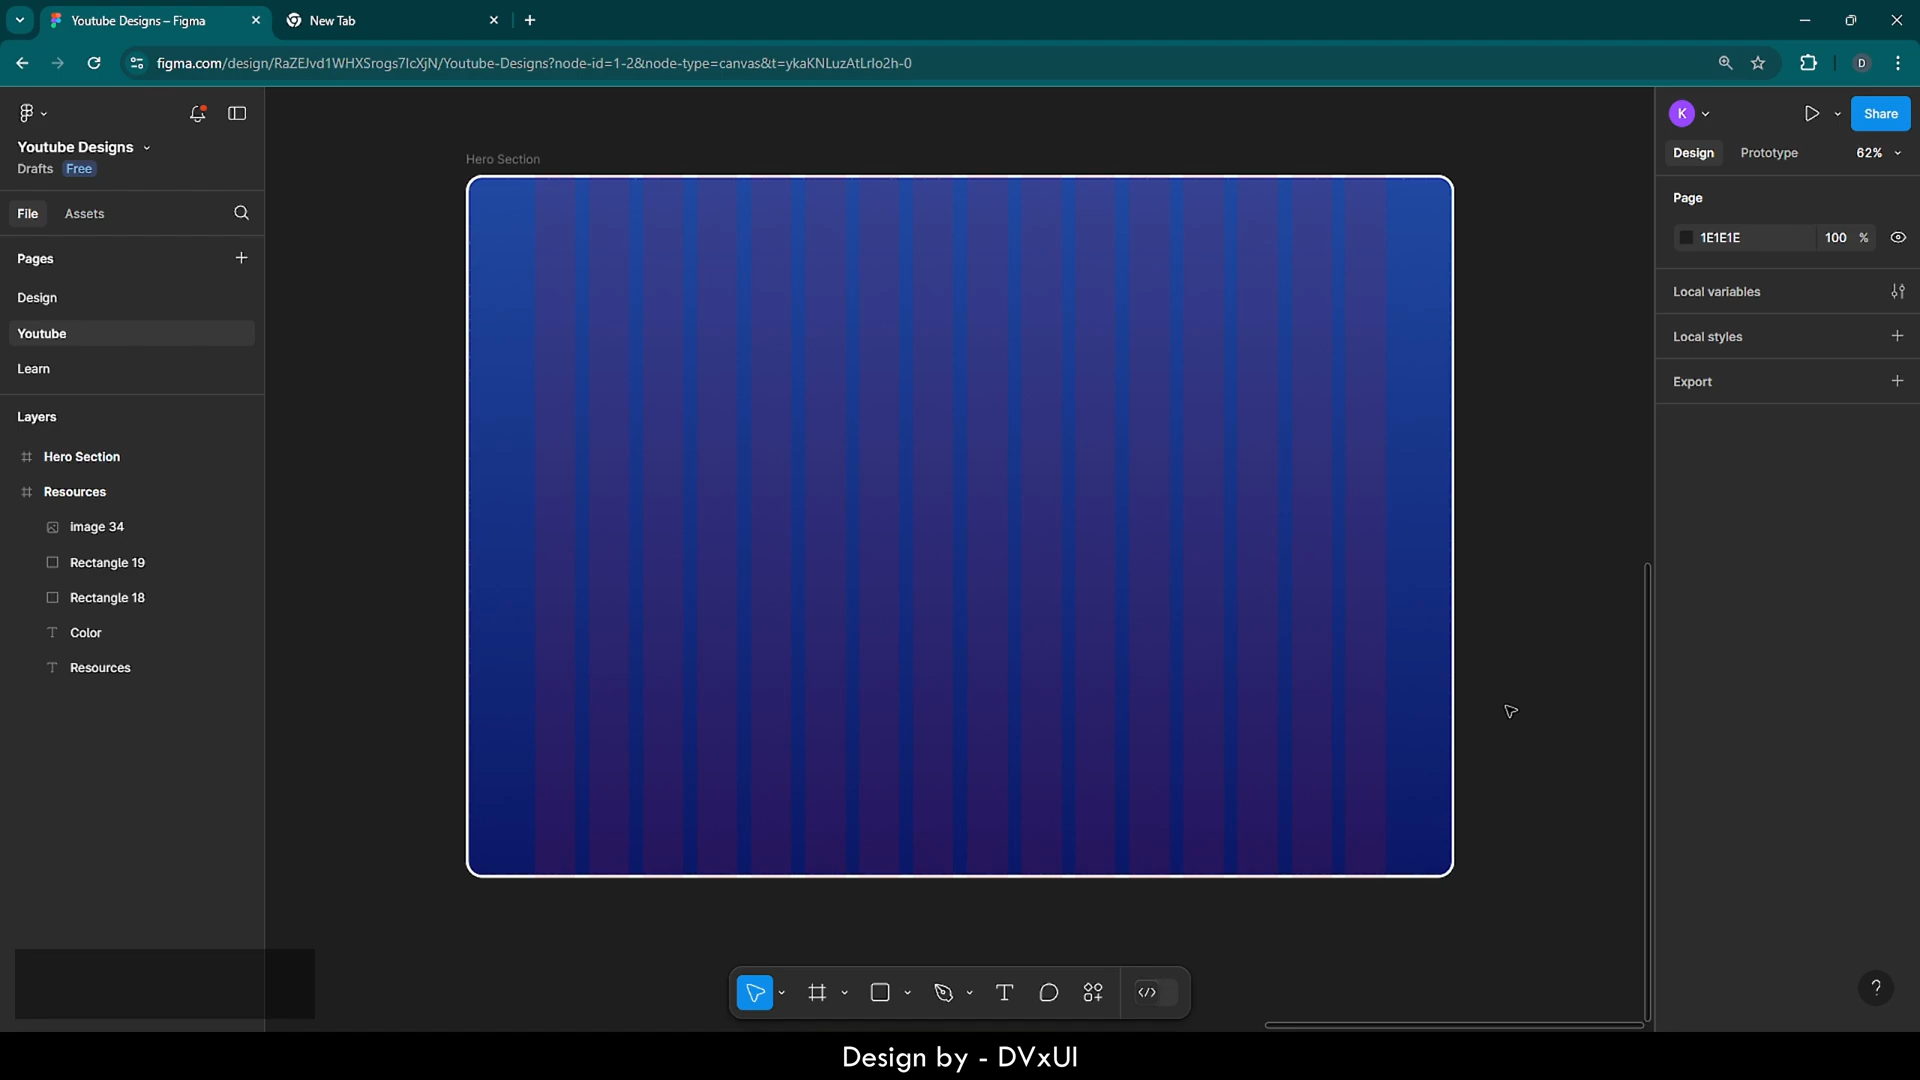 Youtube Designs – Figma
New Tab
figma.com/design/RaZEJvd1WHXSrogs7IcXjN/Youtube-Designs?node-id=1-2&node-type=canvas&t=ykaKNLuzAtLrIo2h-0
D
Youtube Designs
Drafts Free
File Assets
Pages
Design
Youtube
Learn
Layers
Hero Section
Resources
image 34
Rectangle 19
Rectangle 18
Color
Resources
Hero Section
K
Share
Design Prototype 62%
Page
1E1E1E 100 %
Local variables
Local styles
Export
?
Design by - DVxUI